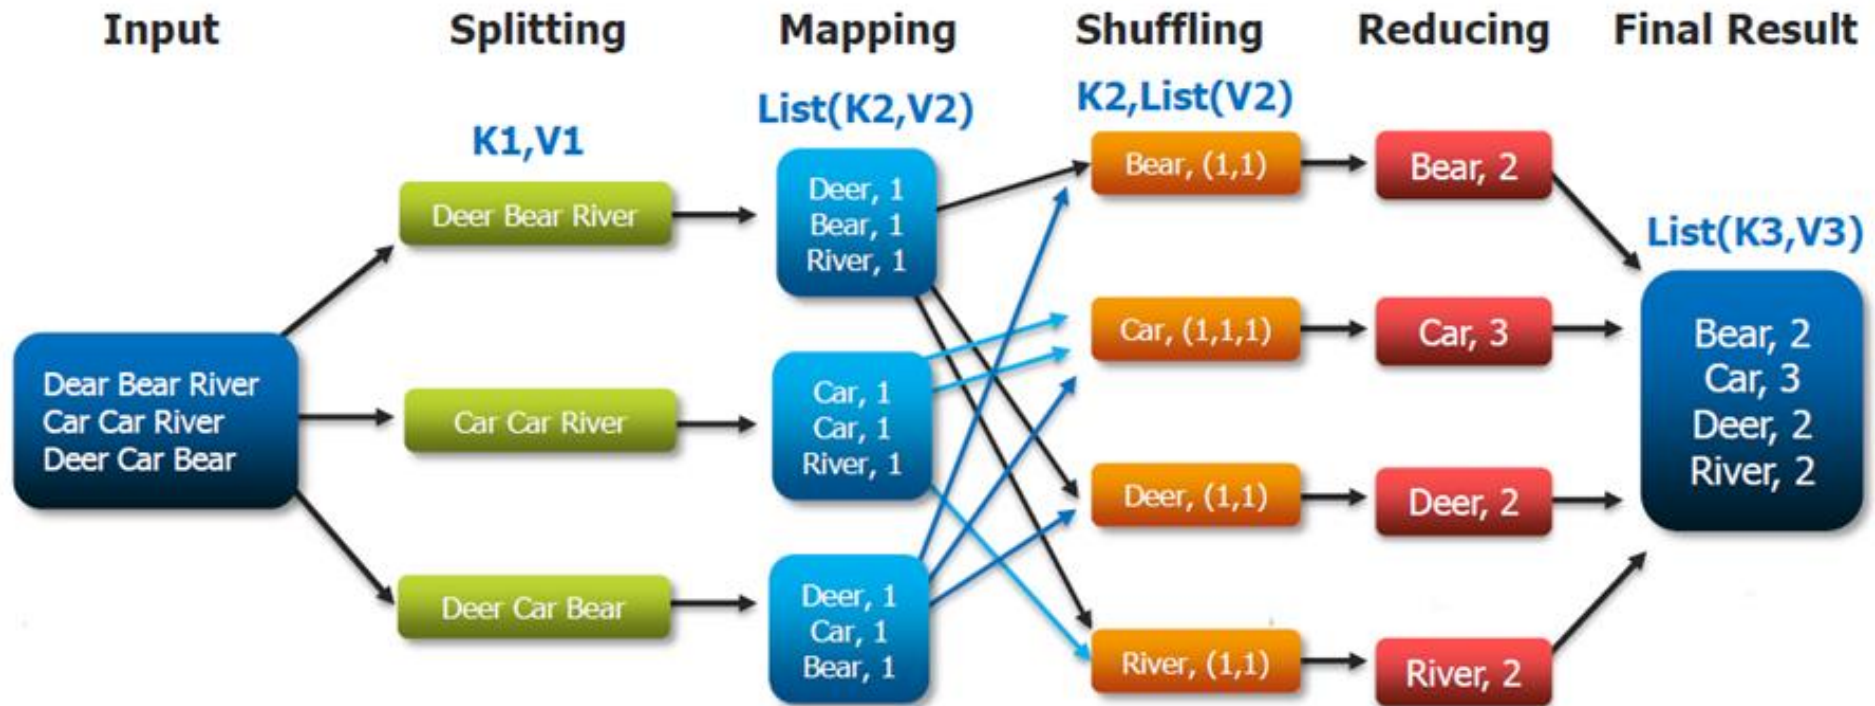 Input
Splitting
Mapping
Shuffling
Reducing
Final Result
K1,V1
List(K2,V2)
K2,List(V2)
List(K3,V3)
Dear Bear River
Car Car River
Deer Car Bear
Deer Bear River
Car Car River
Deer Car Bear
Deer, 1
Bear, 1
River, 1
Car, 1
Car, 1
River, 1
Deer, 1
Car, 1
Bear, 1
Bear, (1,1)
Car, (1,1,1)
Deer, (1,1)
River, (1,1)
Bear, 2
Car, 3
Deer, 2
River, 2
Bear, 2
Car, 3
Deer, 2
River, 2